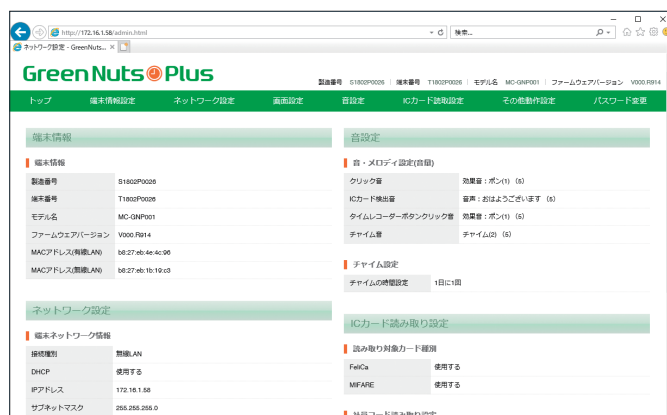 http://172.16.1.58/admin.html
検索...
ネットワーク設定 - GreenNuts...
GreenNuts Plus
製造番号 S1802P0026 端末番号 T1802P0026 モデル名 MC-GNP001 ファームウェアバージョン V000.R914
トップ 端末情報設定 ネットワーク設定 画面設定 音設定 ICカード読取設定 その他動作設定 パスワード変更
端末情報
端末情報
製造番号 S1802P0026
端末番号 T1802P0026
モデル名 MC-GNP001
ファームウェアバージョン V000.R914
MACアドレス(有線LAN) b8:27:eb:4e:4c:96
MACアドレス(無線LAN) b8:27:eb:1b:19:c3
ネットワーク設定
端末ネットワーク情報
接続種別 無線LAN
DHCP 使用する
IPアドレス 172.16.1.58
サブネットマスク 255.255.255.0
音設定
音・メロディ設定(音量)
クリック音 効果音：ポン(1) （5）
ICカード検出音 音声：おはようございます （5）
タイムレコーダーボタンクリック音 効果音：ポン(1) （5）
チャイム音 チャイム(2) （5）
チャイム設定
チャイムの時間設定 1日に1回
ICカード読み取り設定
読み取り対象カード種別
FeliCa 使用する
MIFARE 使用する
社員コード読み取り設定